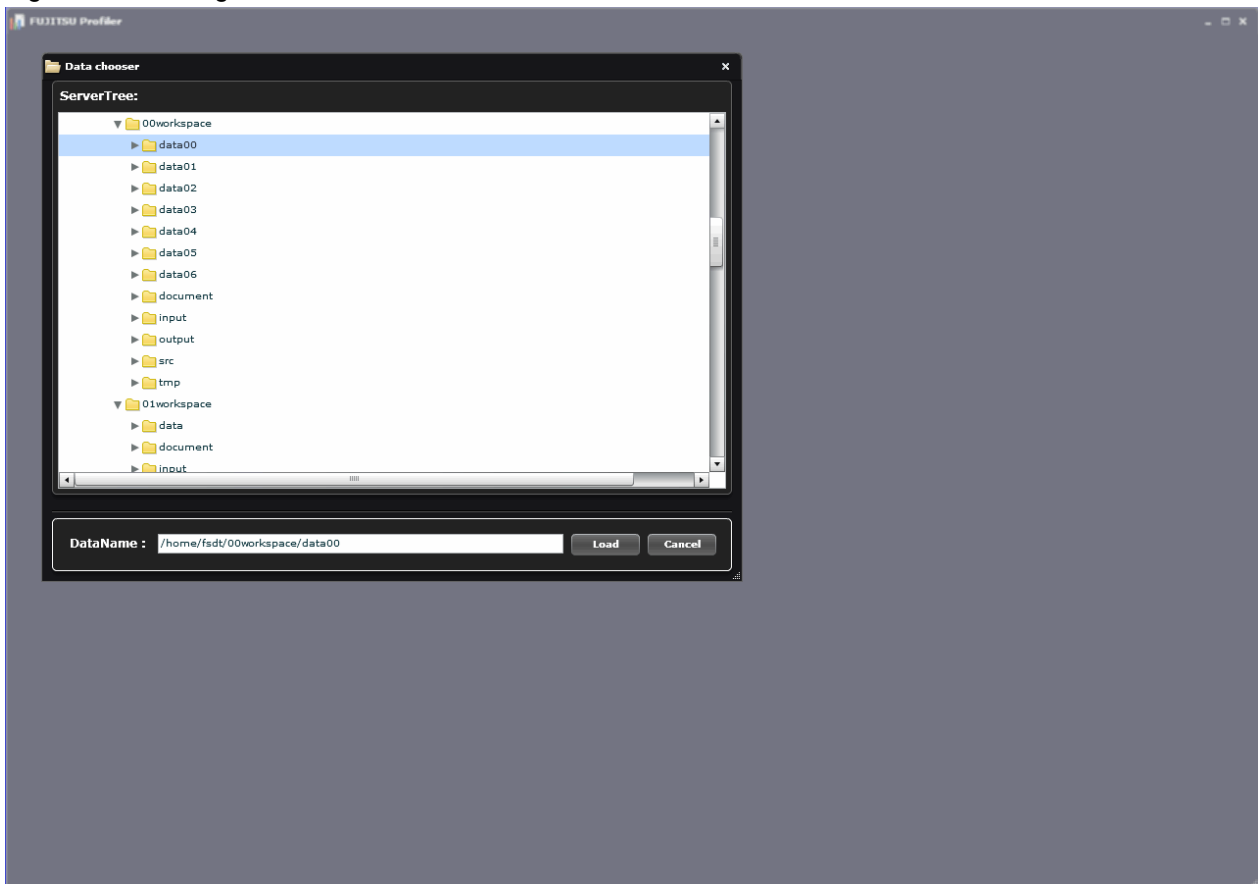 FUJITSU Profiler
Data chooser
ServerTree:
00workspace
data00
data01
data02
data03
data04
data05
data06
document
input
output
src
tmp
01workspace
data
document
input
DataName : /home/fsdt/00workspace/data00 Load Cancel